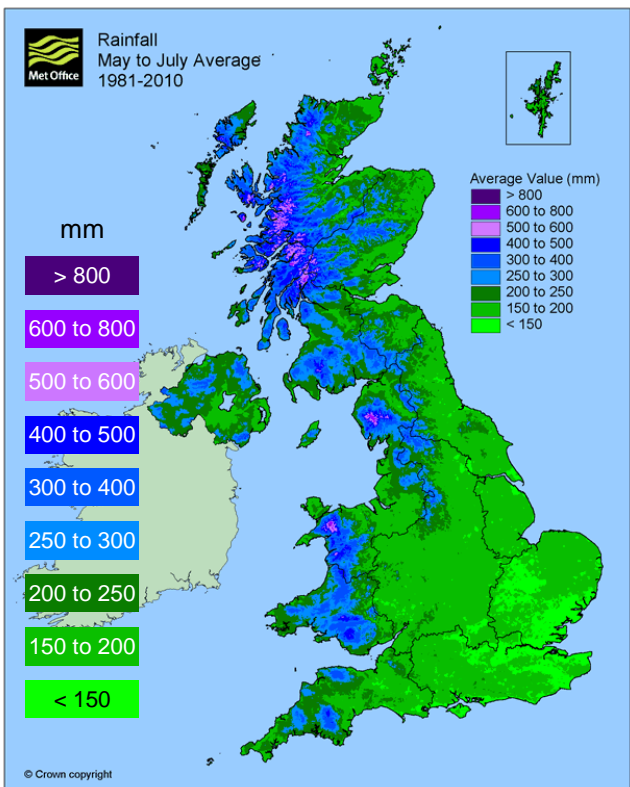 Met Office
Rainfall
May to July Average
1981-2010
Average Value (mm)
> 800
600 to 800
500 to 600
400 to 500
300 to 400
250 to 300
200 to 250
150 to 200
< 150
mm
> 800
600 to 800
500 to 600
400 to 500
300 to 400
250 to 300
200 to 250
150 to 200
< 150
© Crown copyright